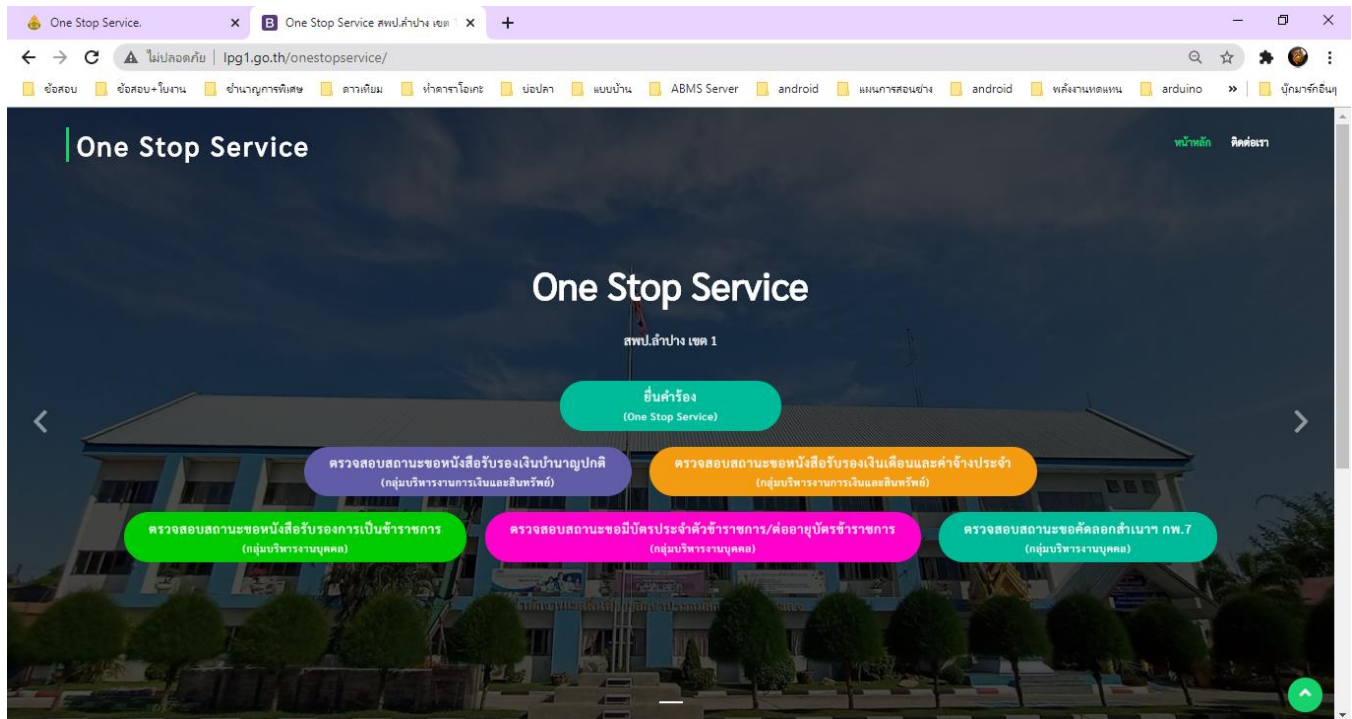 One Stop Service.
One Stop Service สพป.ลำปาง เขต 1
ไม่ปลอดภัย
lpg1.go.th/onestopservice/
ข้อสอบ
ข้อสอบ+ใบงาน
ชำนาญการพิเศษ
ดาวเทียม
ทำคาราโอเกะ
บ่อปลา
แบบบ้าน
ABMS Server
android
แผนการสอนช่าง
android
พลังงานทดแทน
arduino
บุ๊กมาร์กอื่นๆ
One Stop Service
หน้าหลัก
ติดต่อเรา
One Stop Service
สพป.ลำปาง เขต 1
ยื่นคำร้อง
(One Stop Service)
ตรวจสอบสถานะขอหนังสือรับรองเงินบำนาญปกติ
(กลุ่มบริหารงานการเงินและสินทรัพย์)
ตรวจสอบสถานะขอหนังสือรับรองเงินเดือนและค่าจ้างประจำ
(กลุ่มบริหารงานการเงินและสินทรัพย์)
ตรวจสอบสถานะขอหนังสือรับรองการเป็นข้าราชการ
(กลุ่มบริหารงานบุคคล)
ตรวจสอบสถานะขอมีบัตรประจำตัวข้าราชการ/ต่ออายุบัตรข้าราชการ
(กลุ่มบริหารงานบุคคล)
ตรวจสอบสถานะขอคัดลอกสำเนาฯ กพ.7
(กลุ่มบริหารงานบุคคล)